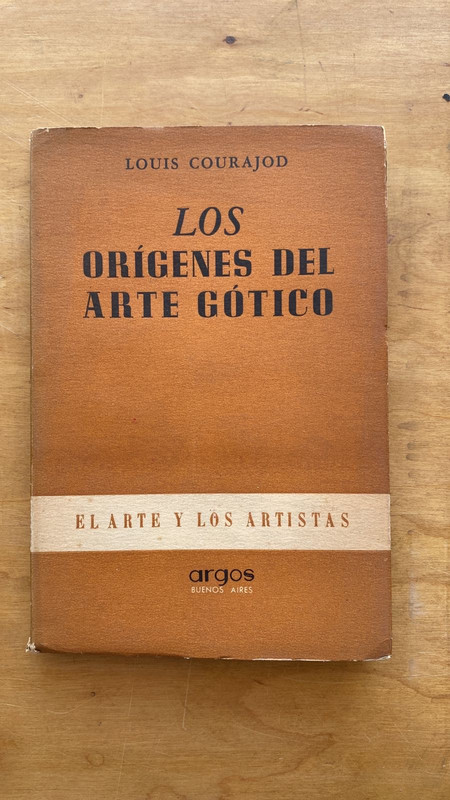 LOUIS COURAJOD
LOS
ORÍGENES DEL
ARTE GÓTICO
EL ARTE Y LOS ARTISTAS
argos
BUENOS AIRES